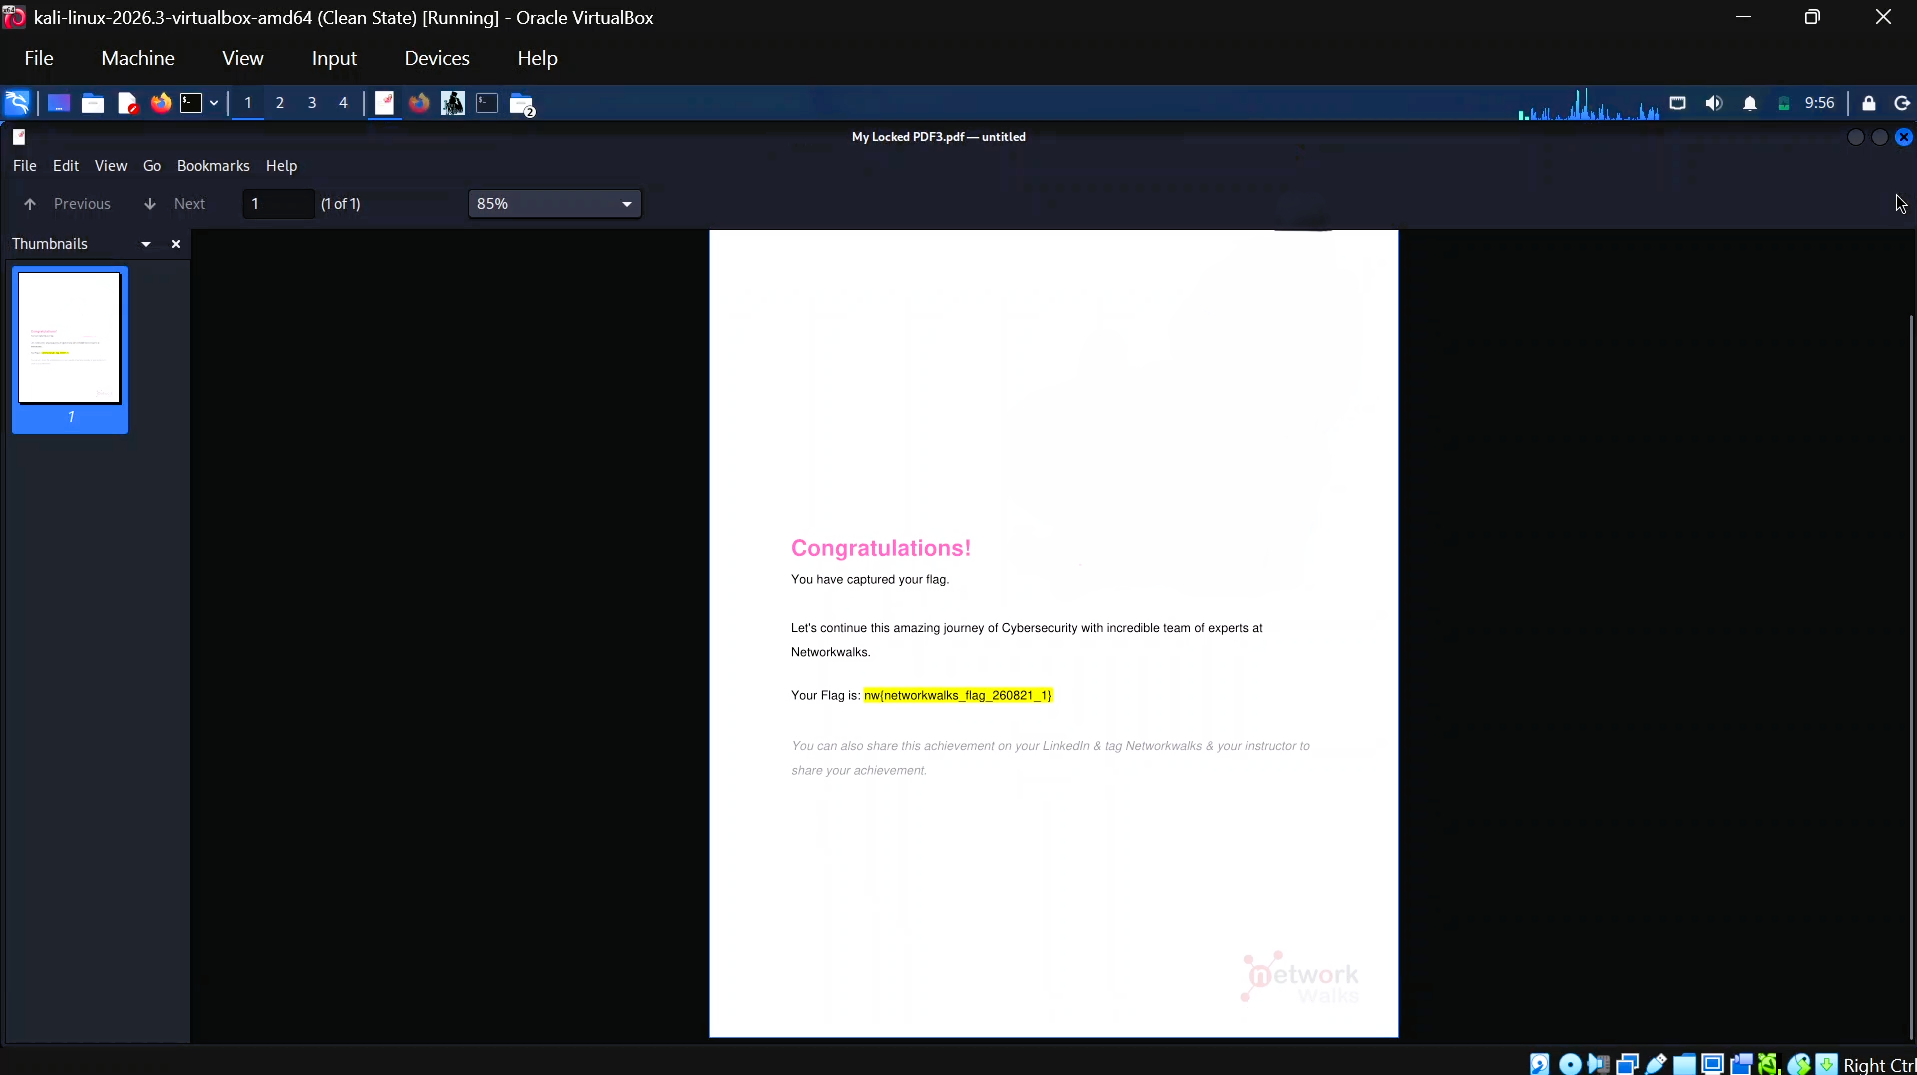 kali-linux-2026.3-virtualbox-amd64 (Clean State) [Running] - Oracle VirtualBox
File Machine View Input Devices Help
1 2 3 4 2 9:56
My Locked PDF3.pdf — untitled
File Edit View Go Bookmarks Help
Previous Next 1 (1 of 1) 85%
Thumbnails
1
Congratulations!
You have captured your flag.
Let's continue this amazing journey of Cybersecurity with incredible team of experts at
Networkwalks.
Your Flag is: nw{networkwalks_flag_260821_1}
You can also share this achievement on your LinkedIn & tag Networkwalks & your instructor to
share your achievement.
network
Walks
Right Ctrl